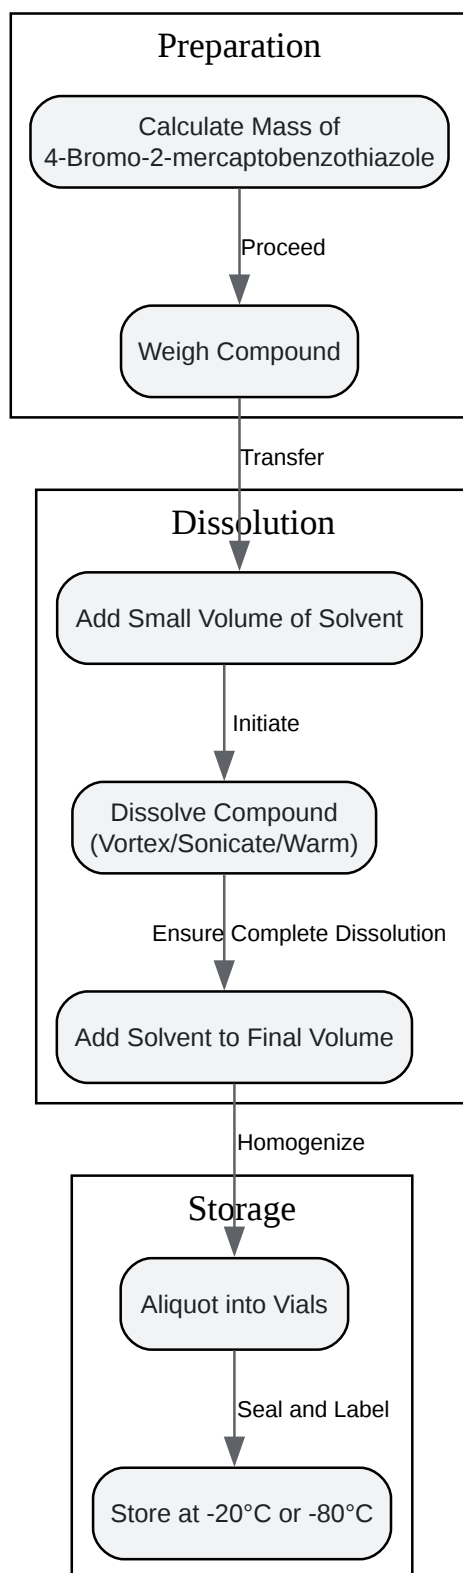 Preparation
Calculate Mass of
4-Bromo-2-mercaptobenzothiazole
Proceed
Weigh Compound
Transfer
Dissolution
Add Small Volume of Solvent
Initiate
Dissolve Compound
(Vortex/Sonicate/Warm)
Ensure Complete Dissolution
Add Solvent to Final Volume
Homogenize
Storage
Aliquot into Vials
Seal and Label
Store at -20°C or -80°C